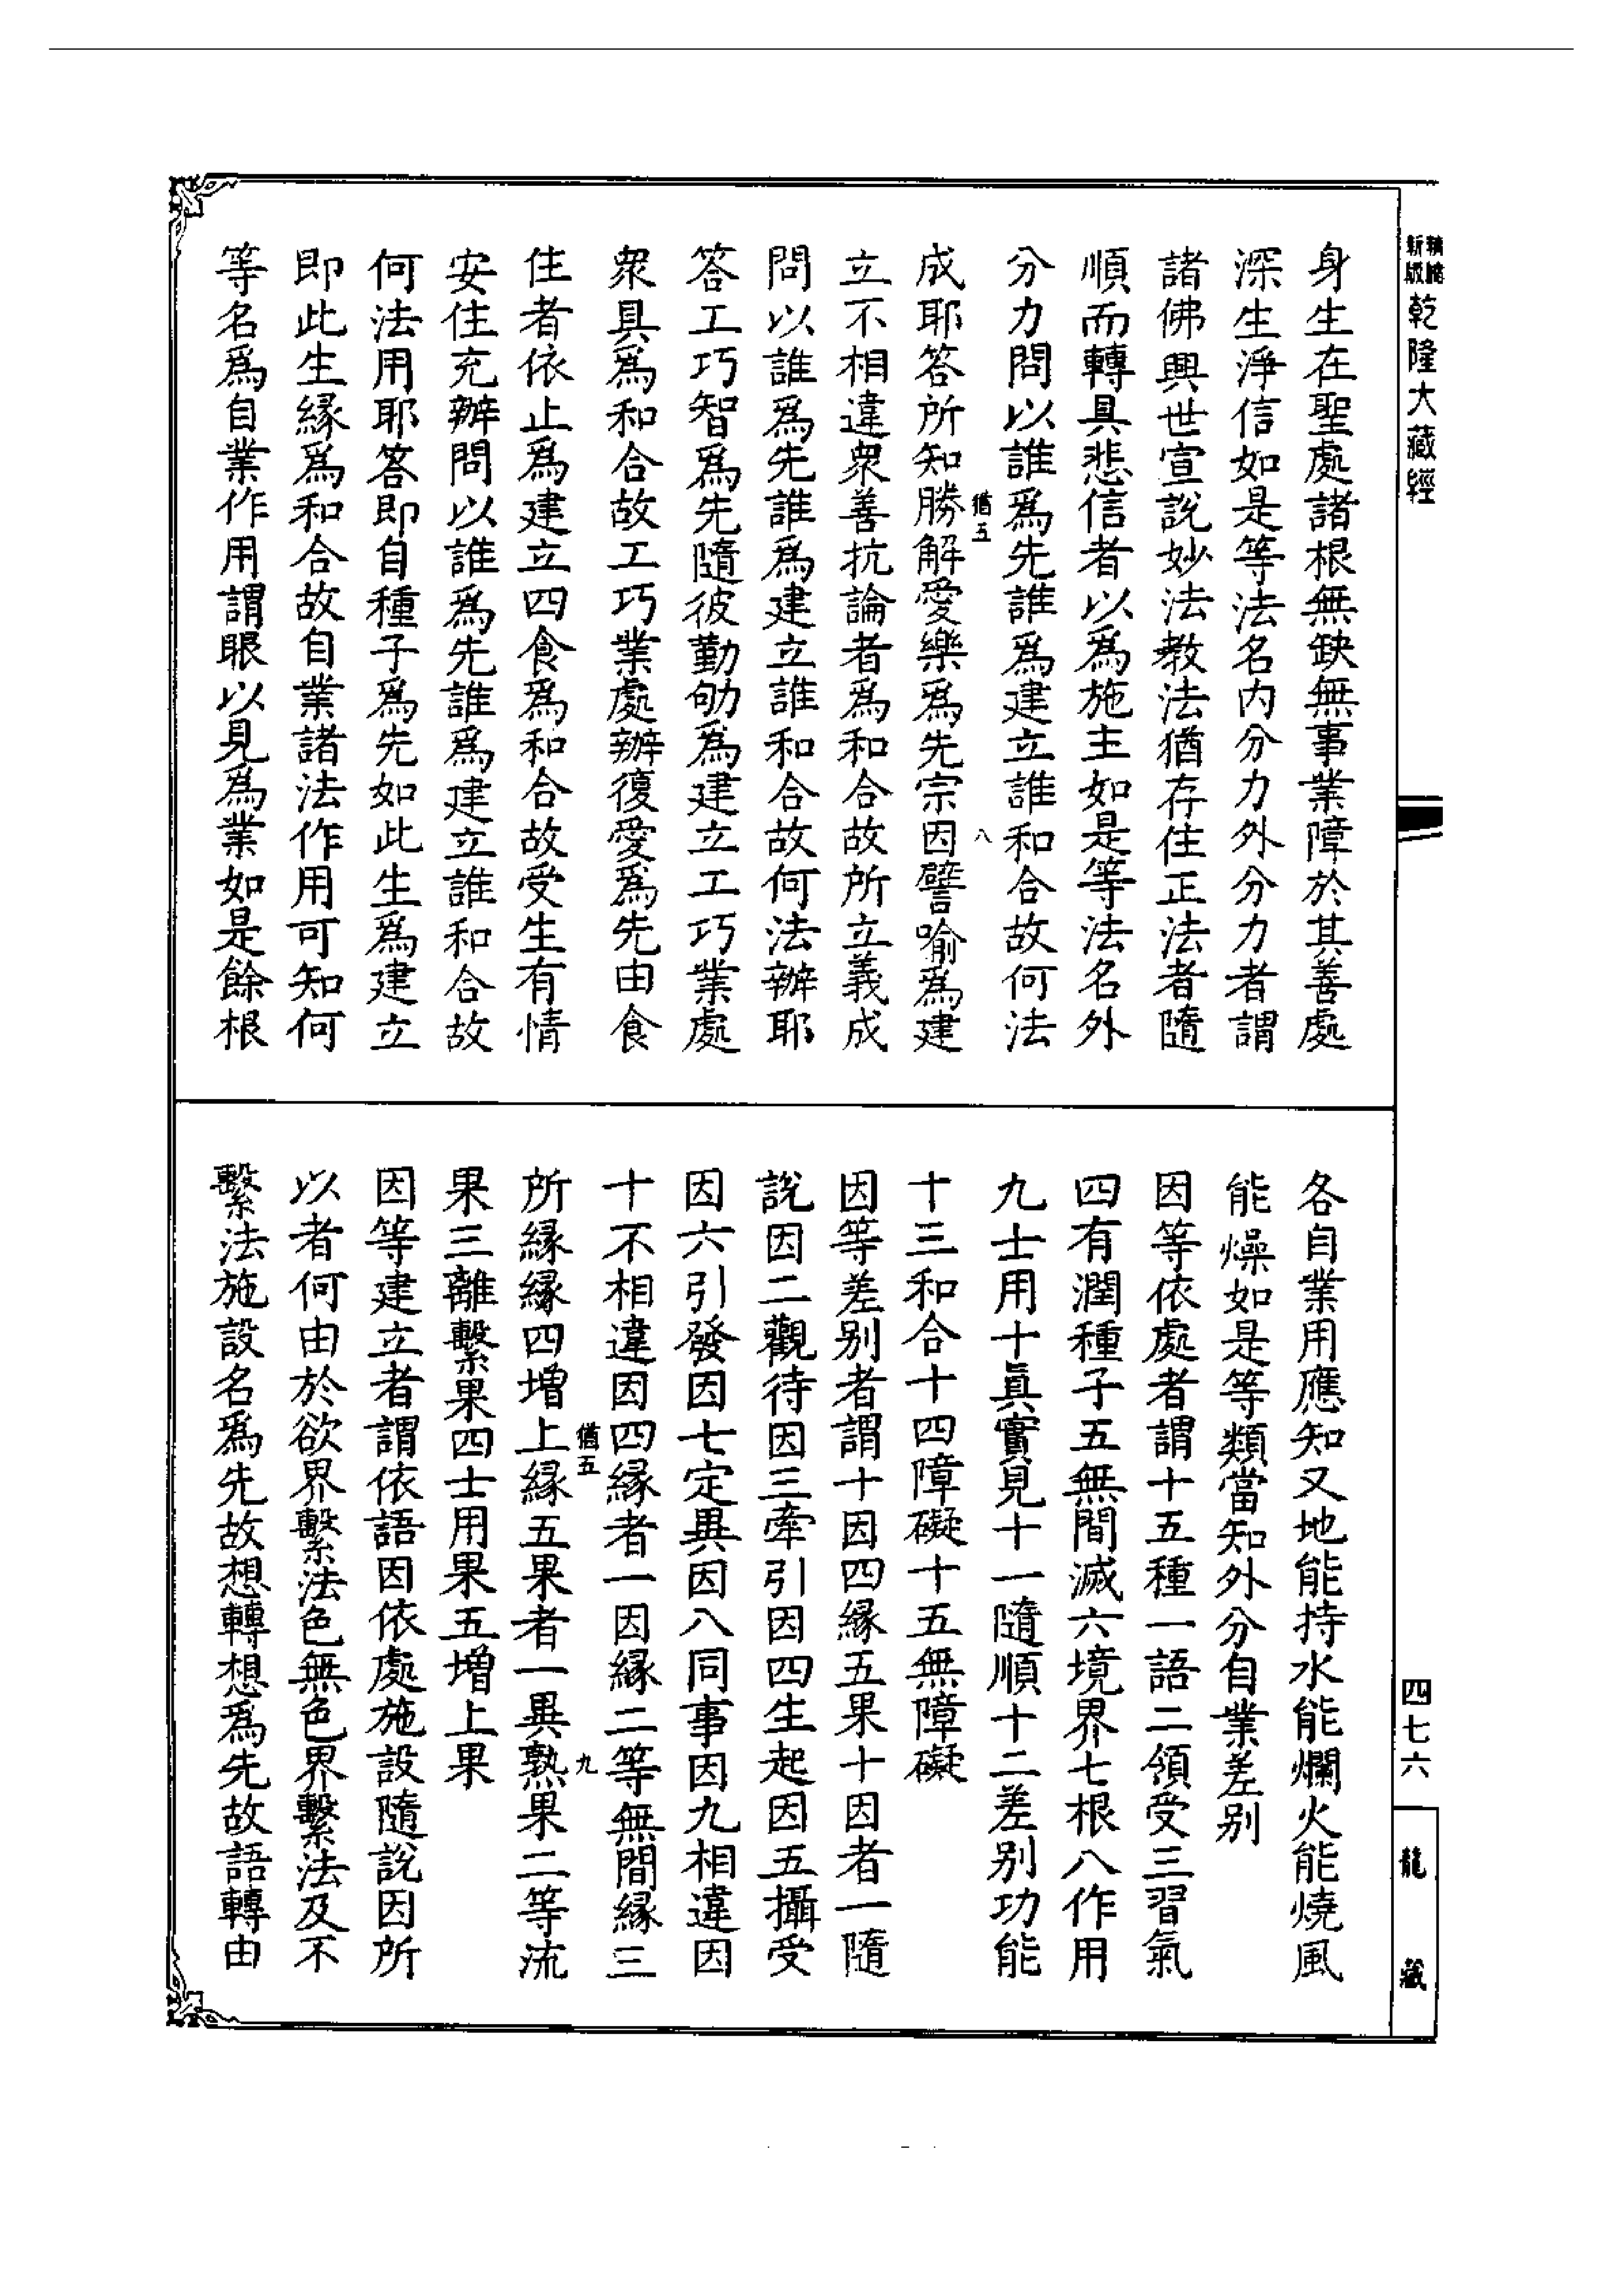 新版
乾隆大藏經
身生在聖處諸根無缺無事業障於其善處
深生淨信如是等法名內分力外分力者謂
諸佛興世宣說妙法教法猶存住正法者隨
順而轉具悲信者以爲施主如是等法名外
分力問以誰爲先誰爲建立誰和合故何法
猶五
八
成耶答所知勝解愛樂爲先宗因譬喻爲建
立不相違衆善抗論者爲和合故所立義成
問以誰爲先誰爲建立誰和合故何法辦耶
答工巧智爲先隨彼勤劬爲建立工巧業處
衆具爲和合故工巧業處辦復愛爲先由食
住者依止爲建立四食爲和合故受生有情
安住充辦問以誰爲先誰爲建立誰和合故
何法用耶答即自種子爲先如此生爲建立
即此生緣爲和合故自業諸法作用可知何
等名爲自業作用謂眼以見爲業如是餘根
各自業用應知又地能持水能爛火能燒風
能燥如是等類當知外分自業差别
因等依處者謂十五種一語二領受三習氣
四有潤種子五無間滅六境界七根八作用
九士用十眞實見十一隨順十二差别功能
十三和合十四障礙十五無障礙
因等差别者謂十因四緣五果十因者一隨
說因二觀待因三牽引因四生起因五攝受
因六引發因七定異因八同事因九相違因
十不相違因四緣者一因緣二等無間緣三
猶五
九
所緣緣四增上緣五果者一異熟果二等流
果三離繫果四士用果五增上果
因等建立者謂依語因依處施設隨說因所
以者何由於欲界繫法色無色界繫法及不
繫法施設名爲先故想轉想爲先故語轉由
四七六
龍藏